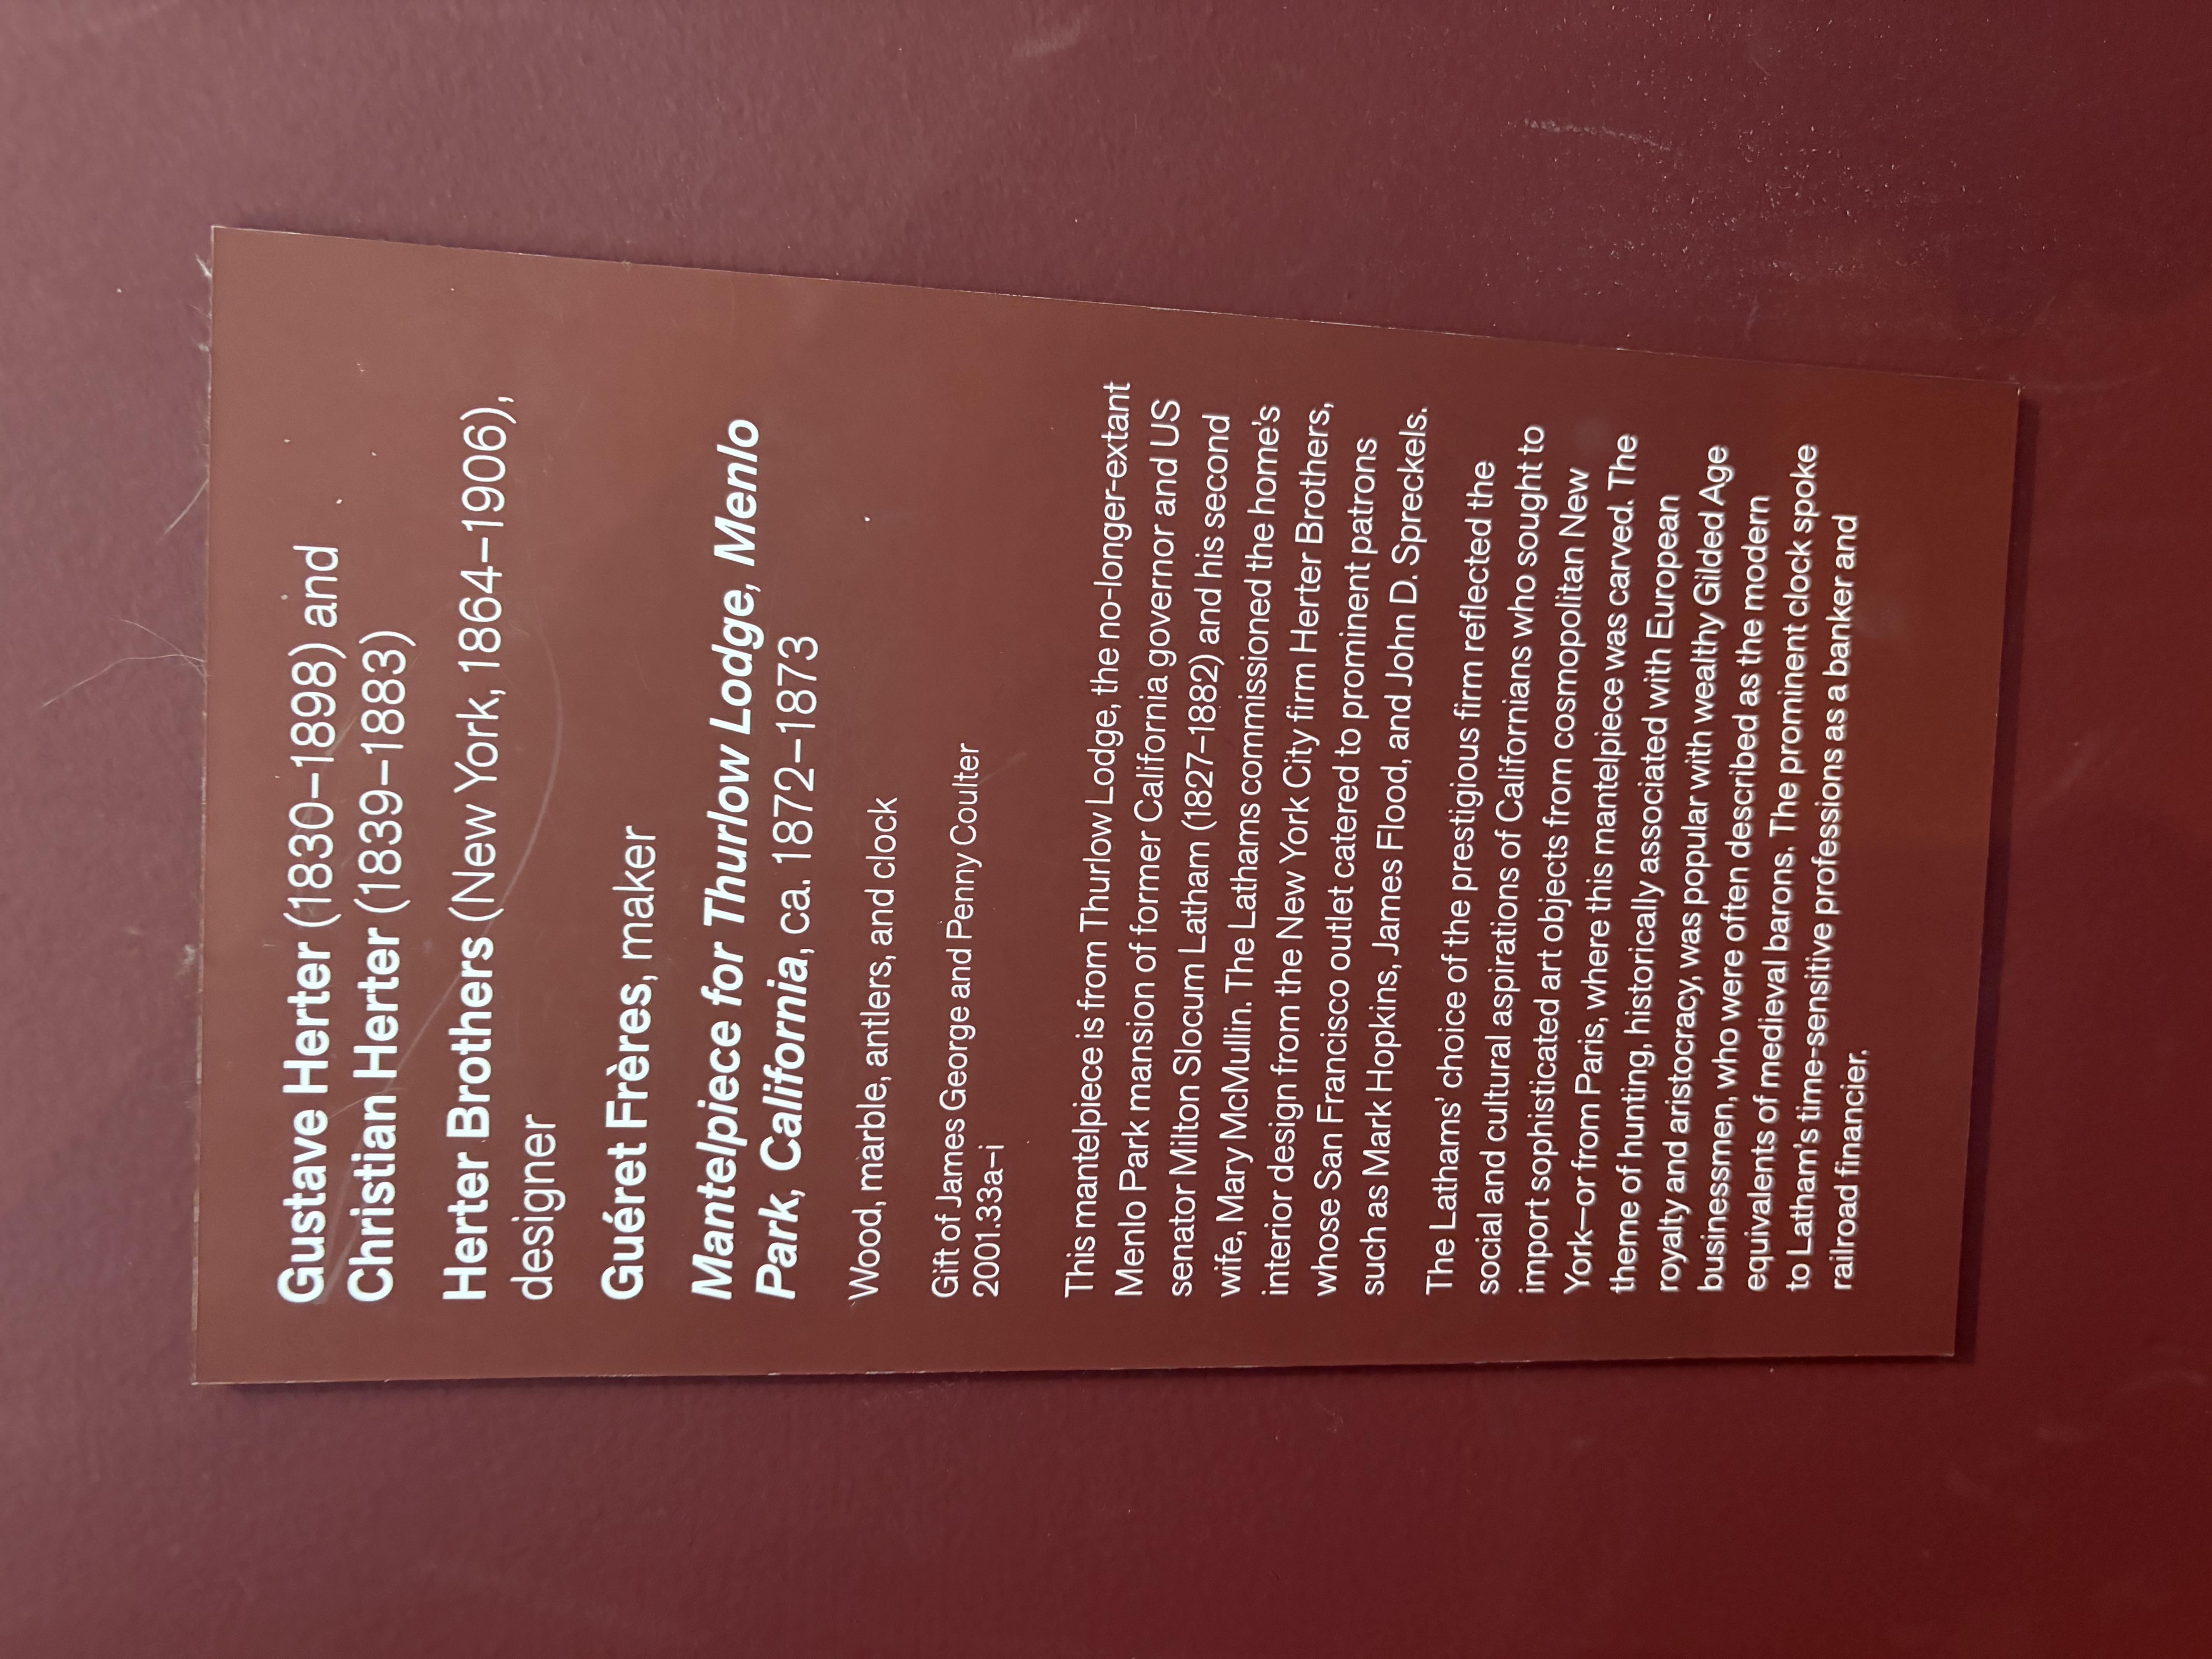 Gustave Herter (1830–1898) and
Christian Herter (1839–1883)
Herter Brothers (New York, 1864–1906),
designer
Guéret Frères, maker
Mantelpiece for Thurlow Lodge, Menlo
Park, California, ca. 1872–1873
Wood, marble, antlers, and clock
Gift of James George and Penny Coulter
2001.33a–i
This mantelpiece is from Thurlow Lodge, the no-longer-extant
Menlo Park mansion of former California governor and US
senator Milton Slocum Latham (1827–1882) and his second
wife, Mary McMullin. The Lathams commissioned the home's
interior design from the New York City firm Herter Brothers,
whose San Francisco outlet catered to prominent patrons
such as Mark Hopkins, James Flood, and John D. Spreckels.
The Lathams' choice of the prestigious firm reflected the
social and cultural aspirations of Californians who sought to
import sophisticated art objects from cosmopolitan New
York—or from Paris, where this mantelpiece was carved. The
theme of hunting, historically associated with European
royalty and aristocracy, was popular with wealthy Gilded Age
businessmen, who were often described as the modern
equivalents of medieval barons. The prominent clock spoke
to Latham's time-sensitive professions as a banker and
railroad financier.